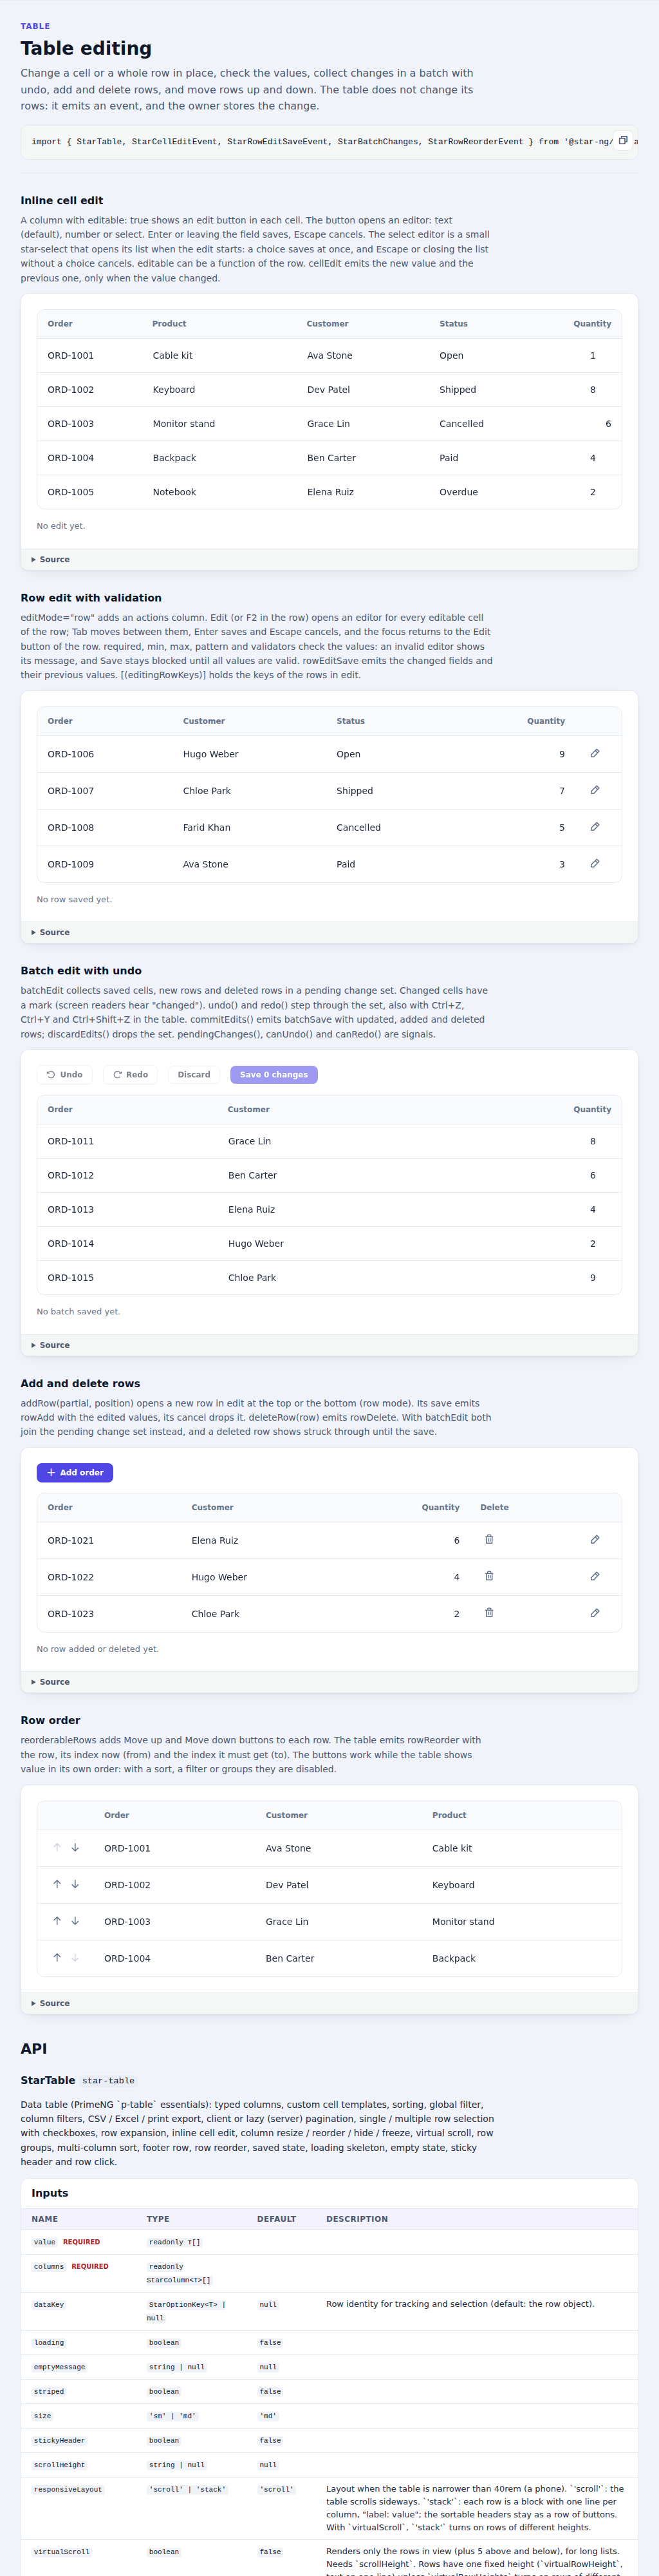 TABLE
Table editing
Change a cell or a whole row in place, check the values, collect changes in a batch with
undo, add and delete rows, and move rows up and down. The table does not change its
rows: it emits an event, and the owner stores the change.
import { StarTable, StarCellEditEvent, StarRowEditSaveEvent, StarBatchChanges, StarRowReorderEvent } from '@star-ng/
Inline cell edit
A column with editable: true shows an edit button in each cell. The button opens an editor: text
(default), number or select. Enter or leaving the field saves, Escape cancels. The select editor is a small
star-select that opens its list when the edit starts: a choice saves at once, and Escape or closing the list
without a choice cancels. editable can be a function of the row. cellEdit emits the new value and the
previous one, only when the value changed.
Order Product Customer Status Quantity
ORD-1001 Cable kit Ava Stone Open 1
ORD-1002 Keyboard Dev Patel Shipped 8
ORD-1003 Monitor stand Grace Lin Cancelled 6
ORD-1004 Backpack Ben Carter Paid 4
ORD-1005 Notebook Elena Ruiz Overdue 2
No edit yet.
Source
Row edit with validation
editMode="row" adds an actions column. Edit (or F2 in the row) opens an editor for every editable cell
of the row; Tab moves between them, Enter saves and Escape cancels, and the focus returns to the Edit
button of the row. required, min, max, pattern and validators check the values: an invalid editor shows
its message, and Save stays blocked until all values are valid. rowEditSave emits the changed fields and
their previous values. [(editingRowKeys)] holds the keys of the rows in edit.
Order Customer Status Quantity
ORD-1006 Hugo Weber Open 9
ORD-1007 Chloe Park Shipped 7
ORD-1008 Farid Khan Cancelled 5
ORD-1009 Ava Stone Paid 3
No row saved yet.
Source
Batch edit with undo
batchEdit collects saved cells, new rows and deleted rows in a pending change set. Changed cells have
a mark (screen readers hear "changed"). undo() and redo() step through the set, also with Ctrl+Z,
Ctrl+Y and Ctrl+Shift+Z in the table. commitEdits() emits batchSave with updated, added and deleted
rows; discardEdits() drops the set. pendingChanges(), canUndo() and canRedo() are signals.
Undo Redo Discard Save 0 changes
Order Customer Quantity
ORD-1011 Grace Lin 8
ORD-1012 Ben Carter 6
ORD-1013 Elena Ruiz 4
ORD-1014 Hugo Weber 2
ORD-1015 Chloe Park 9
No batch saved yet.
Source
Add and delete rows
addRow(partial, position) opens a new row in edit at the top or the bottom (row mode). Its save emits
rowAdd with the edited values, its cancel drops it. deleteRow(row) emits rowDelete. With batchEdit both
join the pending change set instead, and a deleted row shows struck through until the save.
Add order
Order Customer Quantity Delete
ORD-1021 Elena Ruiz 6
ORD-1022 Hugo Weber 4
ORD-1023 Chloe Park 2
No row added or deleted yet.
Source
Row order
reorderableRows adds Move up and Move down buttons to each row. The table emits rowReorder with
the row, its index now (from) and the index it must get (to). The buttons work while the table shows
value in its own order: with a sort, a filter or groups they are disabled.
Order Customer Product
ORD-1001 Ava Stone Cable kit
ORD-1002 Dev Patel Keyboard
ORD-1003 Grace Lin Monitor stand
ORD-1004 Ben Carter Backpack
Source
API
StarTable star-table
Data table (PrimeNG `p-table` essentials): typed columns, custom cell templates, sorting, global filter,
column filters, CSV / Excel / print export, client or lazy (server) pagination, single / multiple row selection
with checkboxes, row expansion, inline cell edit, column resize / reorder / hide / freeze, virtual scroll, row
groups, multi-column sort, footer row, row reorder, saved state, loading skeleton, empty state, sticky
header and row click.
Inputs
NAME TYPE DEFAULT DESCRIPTION
value REQUIRED readonly T[]
columns REQUIRED readonly
StarColumn<T>[]
dataKey StarOptionKey<T> | null Row identity for tracking and selection (default: the row object).
null
loading boolean false
emptyMessage string | null null
striped boolean false
size 'sm' | 'md' 'md'
stickyHeader boolean false
scrollHeight string | null null
responsiveLayout 'scroll' | 'stack' 'scroll' Layout when the table is narrower than 40rem (a phone). `'scroll'`: the
table scrolls sideways. `'stack'`: each row is a block with one line per
column, "label: value"; the sortable headers stay as a row of buttons.
With `virtualScroll`, `'stack'` turns on rows of different heights.
virtualScroll boolean false Renders only the rows in view (plus 5 above and below), for long lists.
Needs `scrollHeight`. Rows have one fixed height (`virtualRowHeight`,